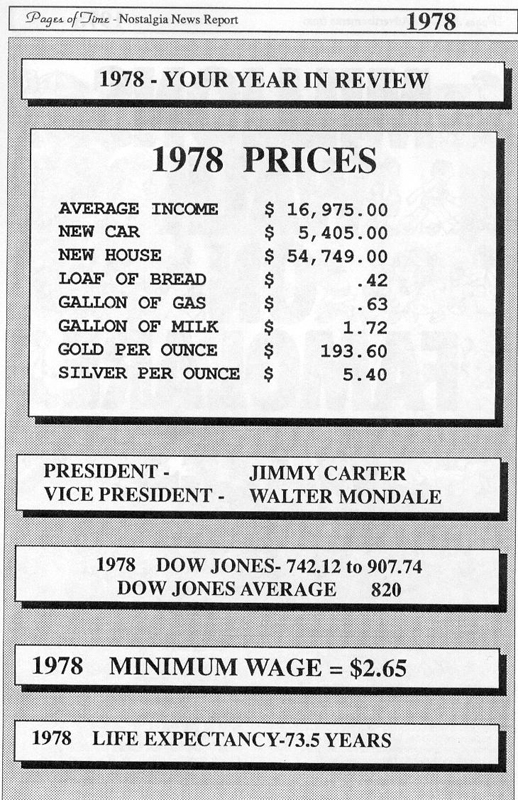 Pages of Time - Nostalgia News Report 1978
1978 - YOUR YEAR IN REVIEW
1978 PRICES
AVERAGE INCOME $ 16,975.00
NEW CAR $ 5,405.00
NEW HOUSE $ 54,749.00
LOAF OF BREAD $ .42
GALLON OF GAS $ .63
GALLON OF MILK $ 1.72
GOLD PER OUNCE $ 193.60
SILVER PER OUNCE $ 5.40
PRESIDENT - JIMMY CARTER
VICE PRESIDENT - WALTER MONDALE
1978 DOW JONES- 742.12 to 907.74
DOW JONES AVERAGE 820
1978 MINIMUM WAGE = $2.65
1978 LIFE EXPECTANCY-73.5 YEARS